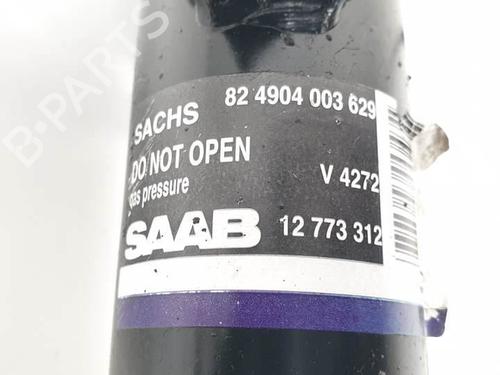 B-PARTS
SACHS 82 4904 003 629
DO NOT OPEN
gas pressure V 4272
SAAB 12 773 312